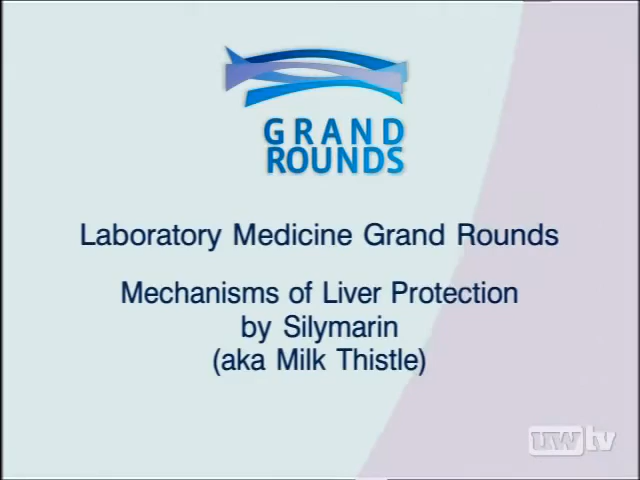 GRAND
ROUNDS
Laboratory Medicine Grand Rounds
Mechanisms of Liver Protection
by Silymarin
(aka Milk Thistle)
uwtv